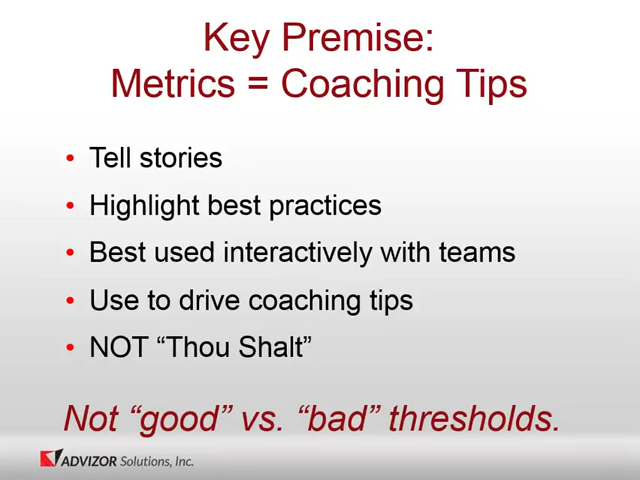 Key Premise:
Metrics = Coaching Tips
• Tell stories
• Highlight best practices
• Best used interactively with teams
• Use to drive coaching tips
• NOT “Thou Shalt”
Not “good” vs. “bad” thresholds.
ADVIZOR Solutions, Inc.